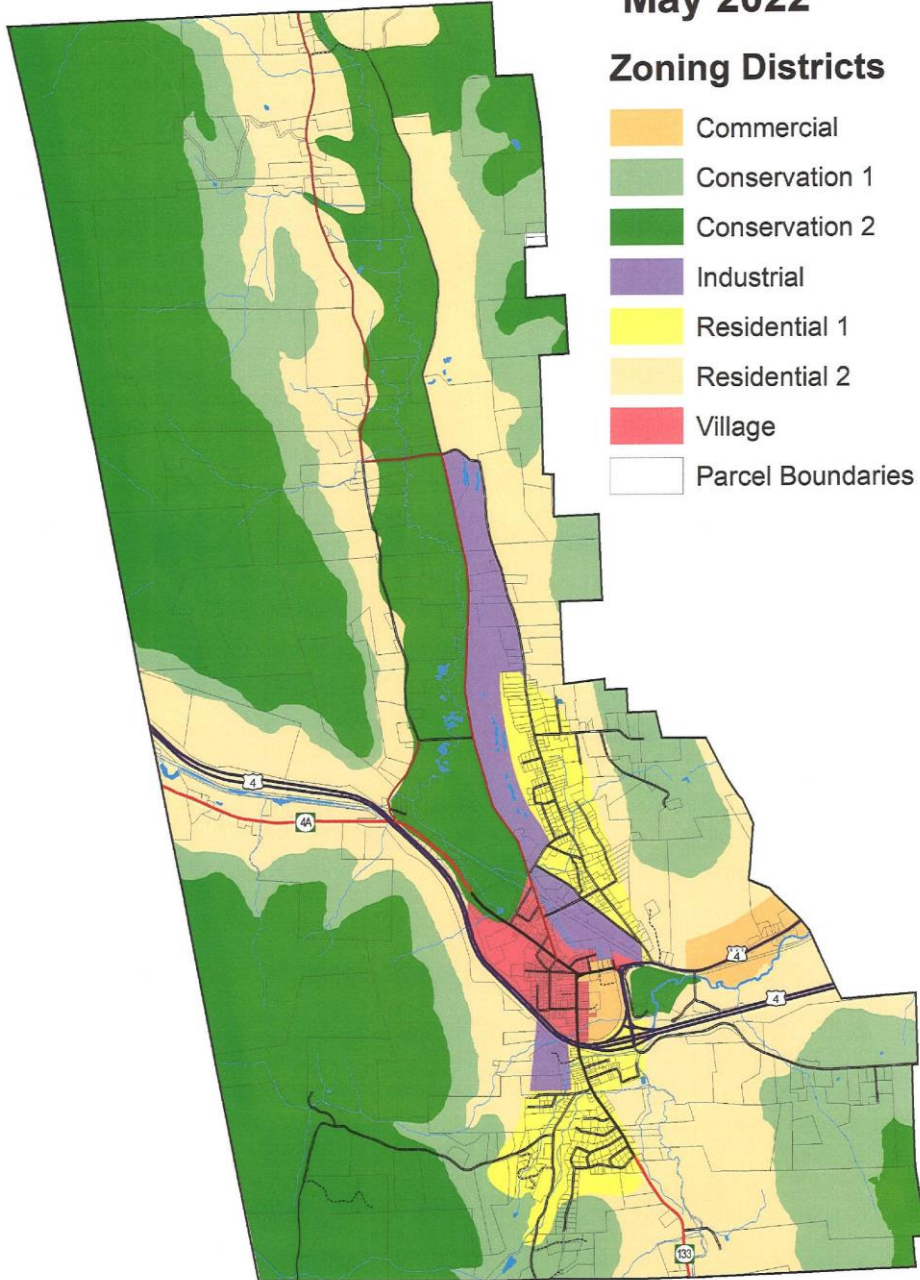 May 2022
Zoning Districts
Commercial
Conservation 1
Conservation 2
Industrial
Residential 1
Residential 2
Village
Parcel Boundaries
4
4A
4
4
133